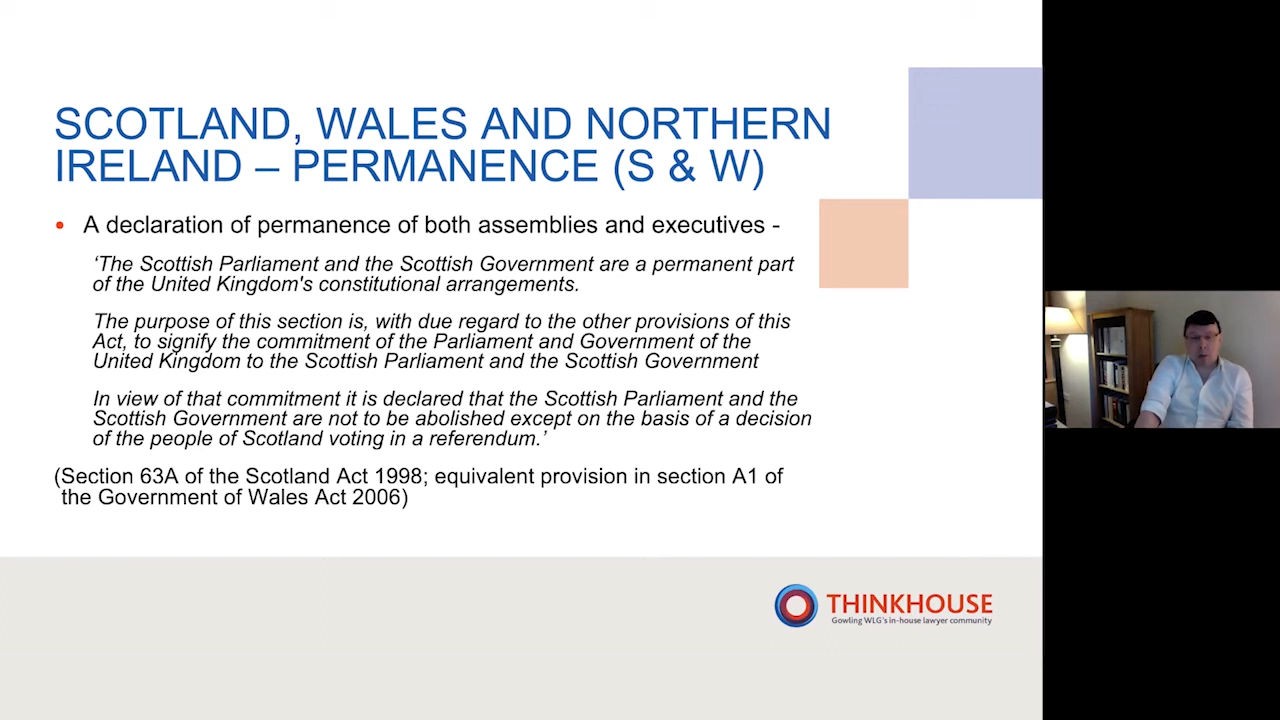 SCOTLAND, WALES AND NORTHERN
IRELAND – PERMANENCE (S & W)
• A declaration of permanence of both assemblies and executives -
‘The Scottish Parliament and the Scottish Government are a permanent part
of the United Kingdom's constitutional arrangements.
The purpose of this section is, with due regard to the other provisions of this
Act, to signify the commitment of the Parliament and Government of the
United Kingdom to the Scottish Parliament and the Scottish Government
In view of that commitment it is declared that the Scottish Parliament and the
Scottish Government are not to be abolished except on the basis of a decision
of the people of Scotland voting in a referendum.’
(Section 63A of the Scotland Act 1998; equivalent provision in section A1 of
the Government of Wales Act 2006)
THINKHOUSE
Gowling WLG's in-house lawyer community